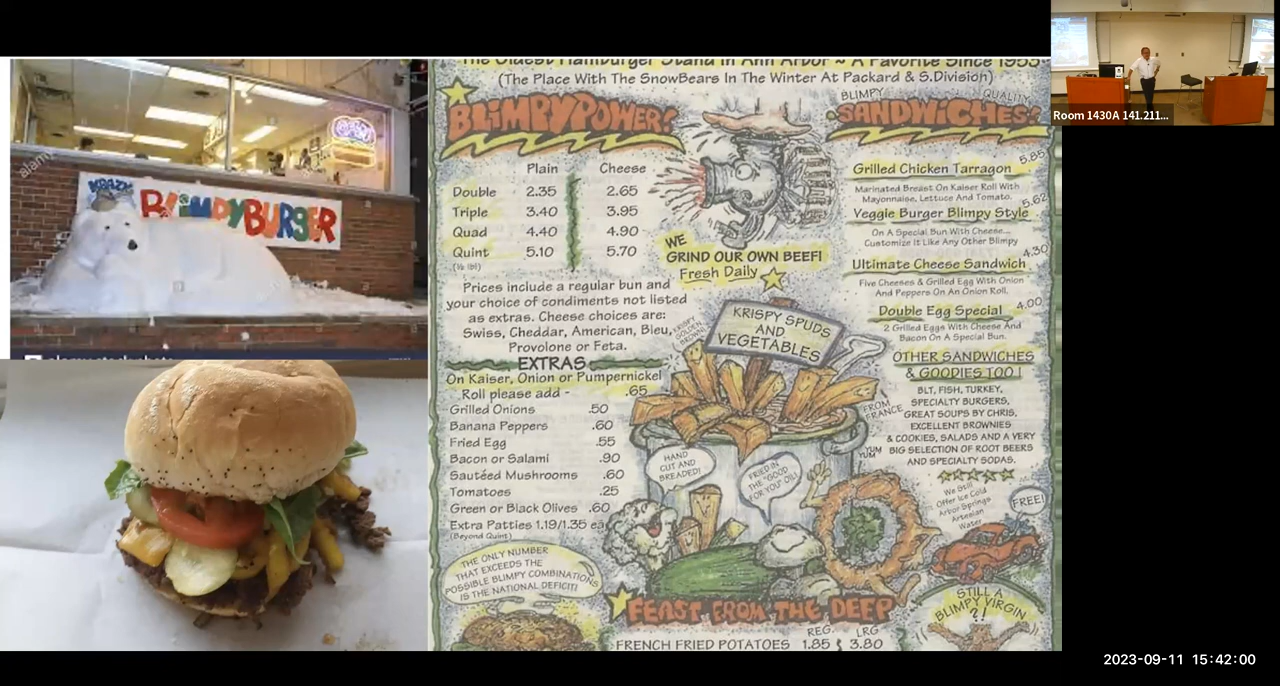 The Oldest Hamburger Stand In Ann Arbor ~ A Favorite Since 1953
(The Place With The SnowBears In The Winter At Packard & S.Division)
Room 1430A 141.211...
KRAZY
BLIMPYBURGER
BLIMPYPOWER!
Plain Cheese
Double 2.35 2.65
Triple 3.40 3.95
Quad 4.40 4.90
Quint 5.10 5.70
(½ lb!)
Prices include a regular bun and
your choice of condiments not listed
as extras. Cheese choices are:
Swiss, Cheddar, American, Bleu,
Provolone or Feta.
EXTRAS
On Kaiser, Onion or Pumpernickel
Roll please add - .65
Grilled Onions .50
Banana Peppers .60
Fried Egg .55
Bacon or Salami .90
Sautéed Mushrooms .60
Tomatoes .25
Green or Black Olives .60
Extra Patties 1.19/1.35 ea
(Beyond Quint)
THE ONLY NUMBER
THAT EXCEEDS THE
POSSIBLE BLIMPY COMBINATIONS
IS THE NATIONAL DEFICIT!
WE
GRIND OUR OWN BEEF!
Fresh Daily
KRISPY GOLDEN BROWN!
KRISPY SPUDS
AND
VEGETABLES
FROM
FRANCE
YUM
YUM
HAND
CUT AND
BREADED!
FRIED IN
THE "GOOD
FOR YOU" OIL!
FEAST FROM THE DEEP
REG. LRG
FRENCH FRIED POTATOES 1.85 3.80
BLIMPY QUALITY
SANDWICHES!
Grilled Chicken Tarragon 5.85
Marinated Breast On Kaiser Roll With
Mayonnaise, Lettuce And Tomato.
Veggie Burger Blimpy Style 5.62
On A Special Bun With Cheese...
Customize It Like Any Other Blimpy
Ultimate Cheese Sandwich 4.30
Five Cheeses & Grilled Egg With Onion
And Peppers On An Onion Roll.
Double Egg Special 4.00
2 Grilled Eggs With Cheese And
Bacon On A Special Bun.
OTHER SANDWICHES
& GOODIES TOO!
BLT, FISH, TURKEY,
SPECIALTY BURGERS,
GREAT SOUPS BY CHRIS,
EXCELLENT BROWNIES
& COOKIES, SALADS AND A VERY
BIG SELECTION OF ROOT BEERS
AND SPECIALTY SODAS.
We Still
Offer Ice Cold
Arbor Springs
Artesian
Water
FREE!
STILL A
BLIMPY VIRGIN
?!
2023-09-11 15:42:00